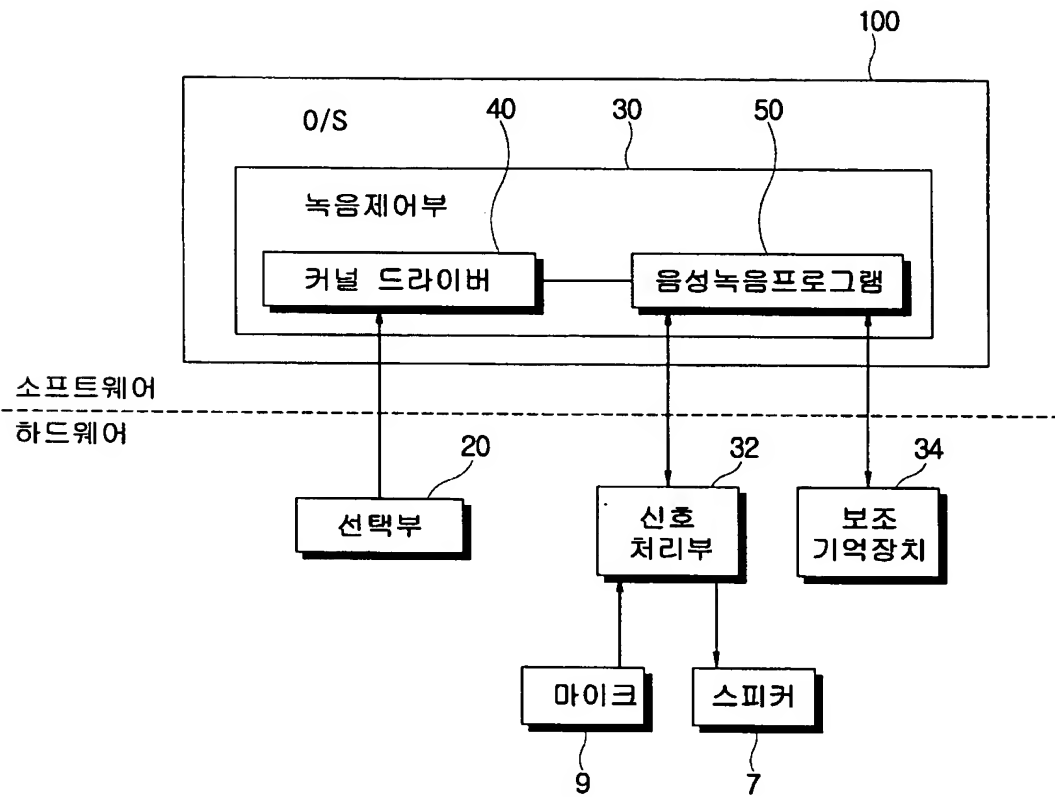 100
O/S
40
30
50
녹음제어부
커널 드라이버
음성녹음프로그램
소프트웨어
하드웨어
20
32
34
선택부
신호
처리부
보조
기억장치
마이크
스피커
9
7